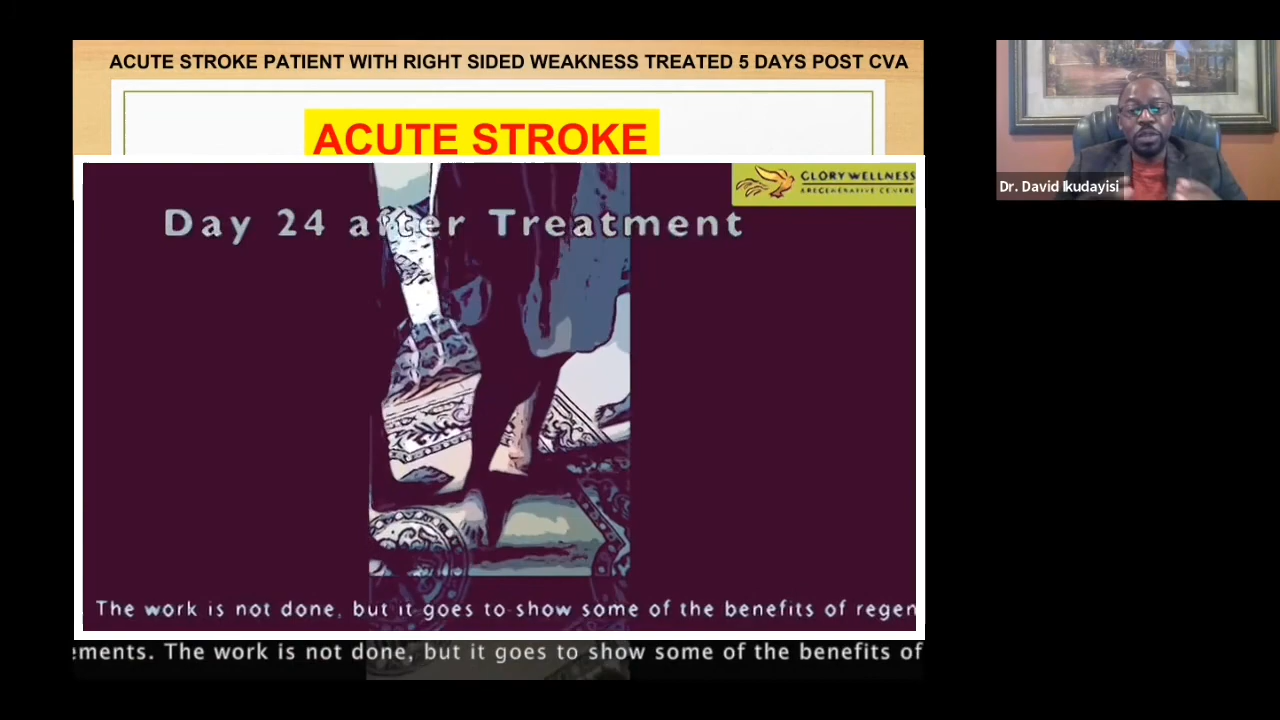 ACUTE STROKE PATIENT WITH RIGHT SIDED WEAKNESS TREATED 5 DAYS POST CVA
ACUTE STROKE
GLORY WELLNESS
& REGENERATIVE CENTRE
Day 24 after Treatment
Dr. David Ikudayisi
The work is not done, but it goes to show some of the benefits of regen
ements. The work is not done, but it goes to show some of the benefits of